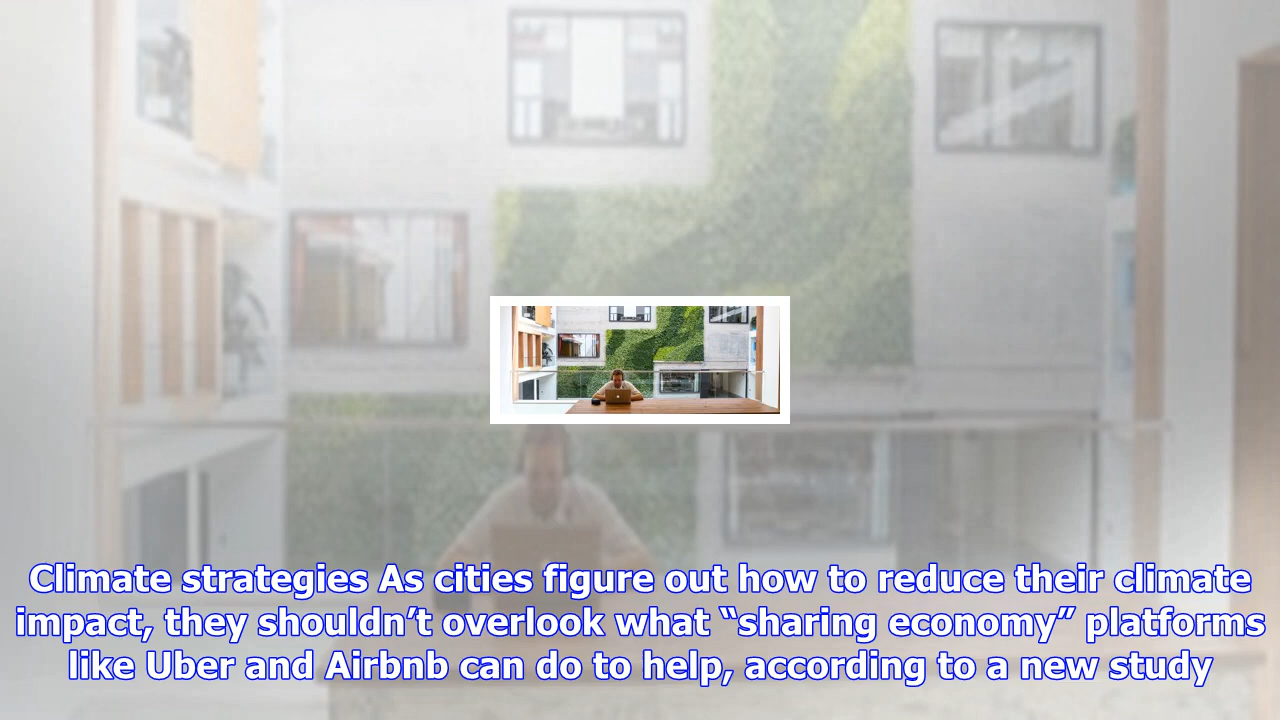 Climate strategies As cities figure out how to reduce their climate
impact, they shouldn’t overlook what “sharing economy” platforms
like Uber and Airbnb can do to help, according to a new study